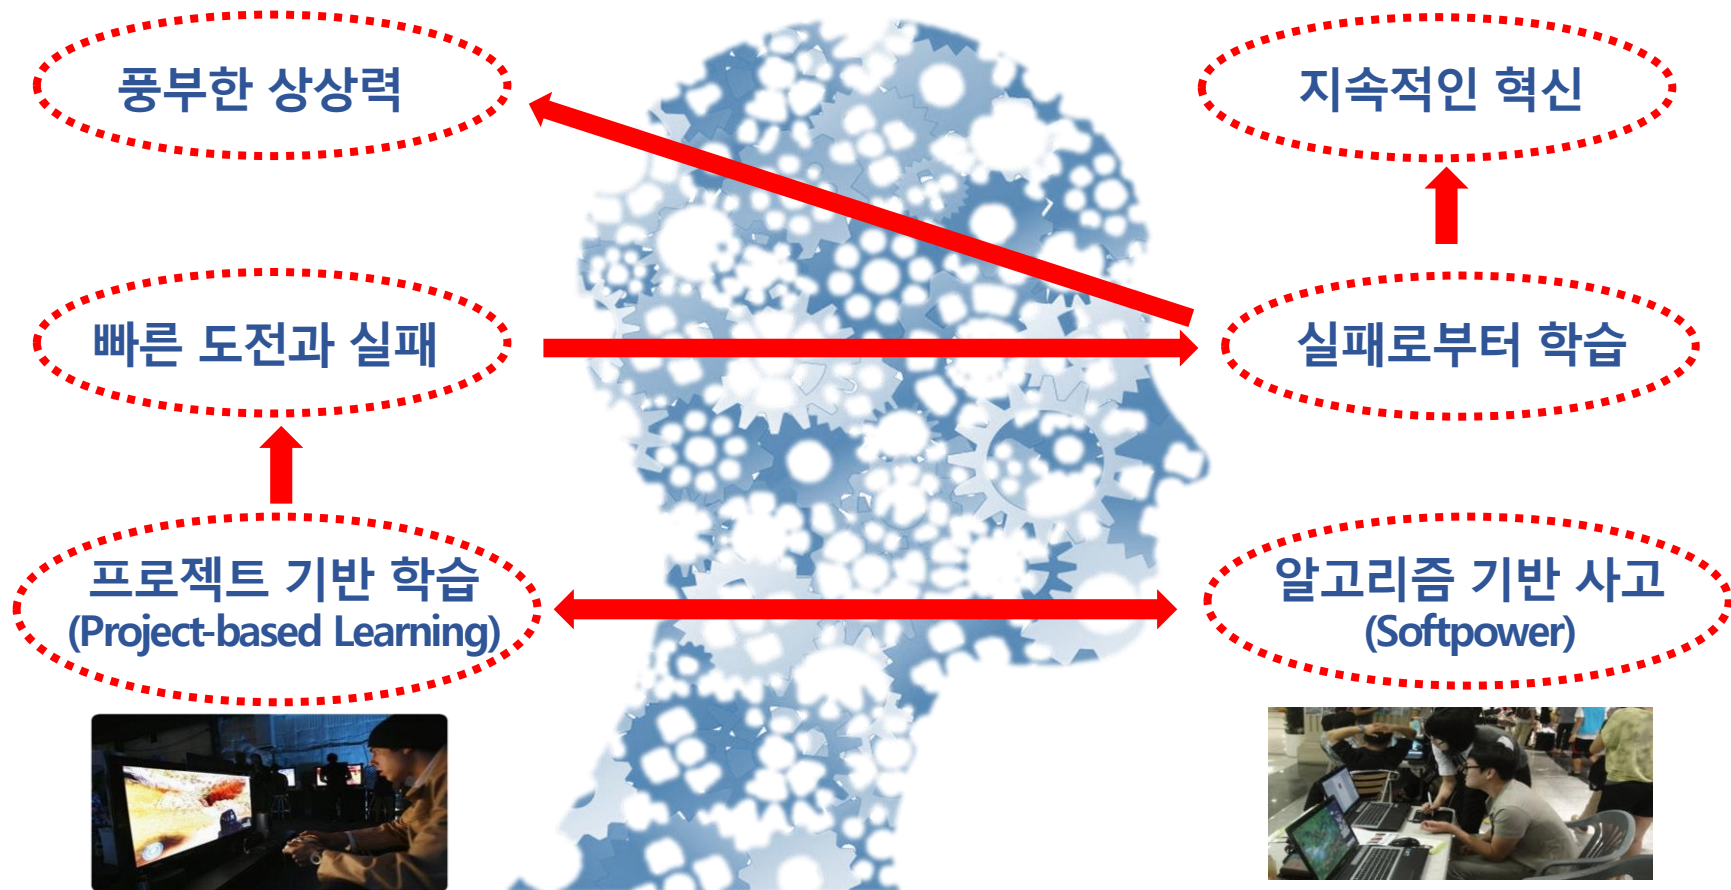 풍부한 상상력
지속적인 혁신
빠른 도전과 실패
실패로부터 학습
프로젝트 기반 학습
(Project-based Learning)
알고리즘 기반 사고
(Softpower)